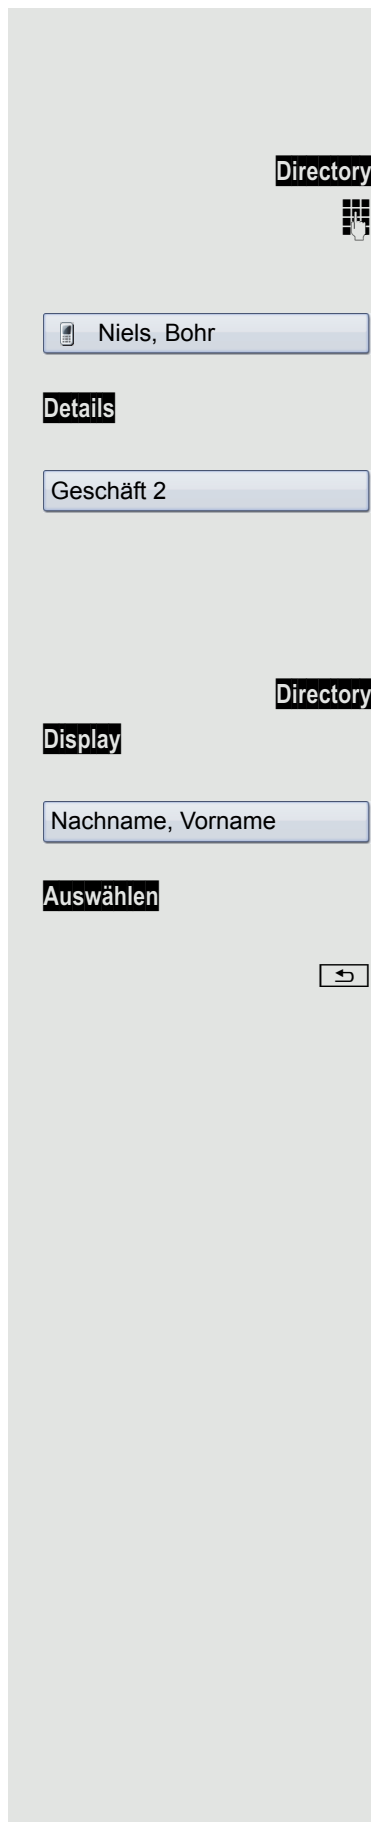 Directory
Niels, Bohr
Details
Geschäft 2
Directory
Display
Nachname, Vorname
Auswählen